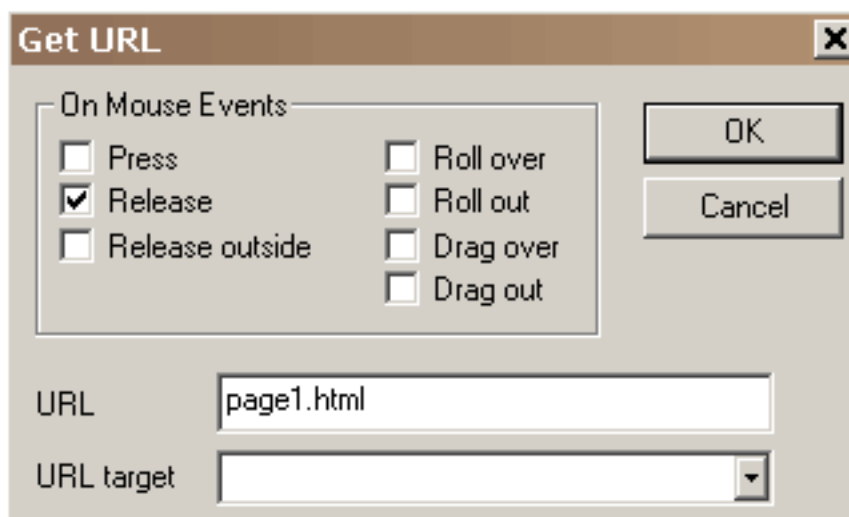 Get URL
On Mouse Events
Press
Release
Release outside
Roll over
Roll out
Drag over
Drag out
OK
Cancel
URL
page1.html
URL target